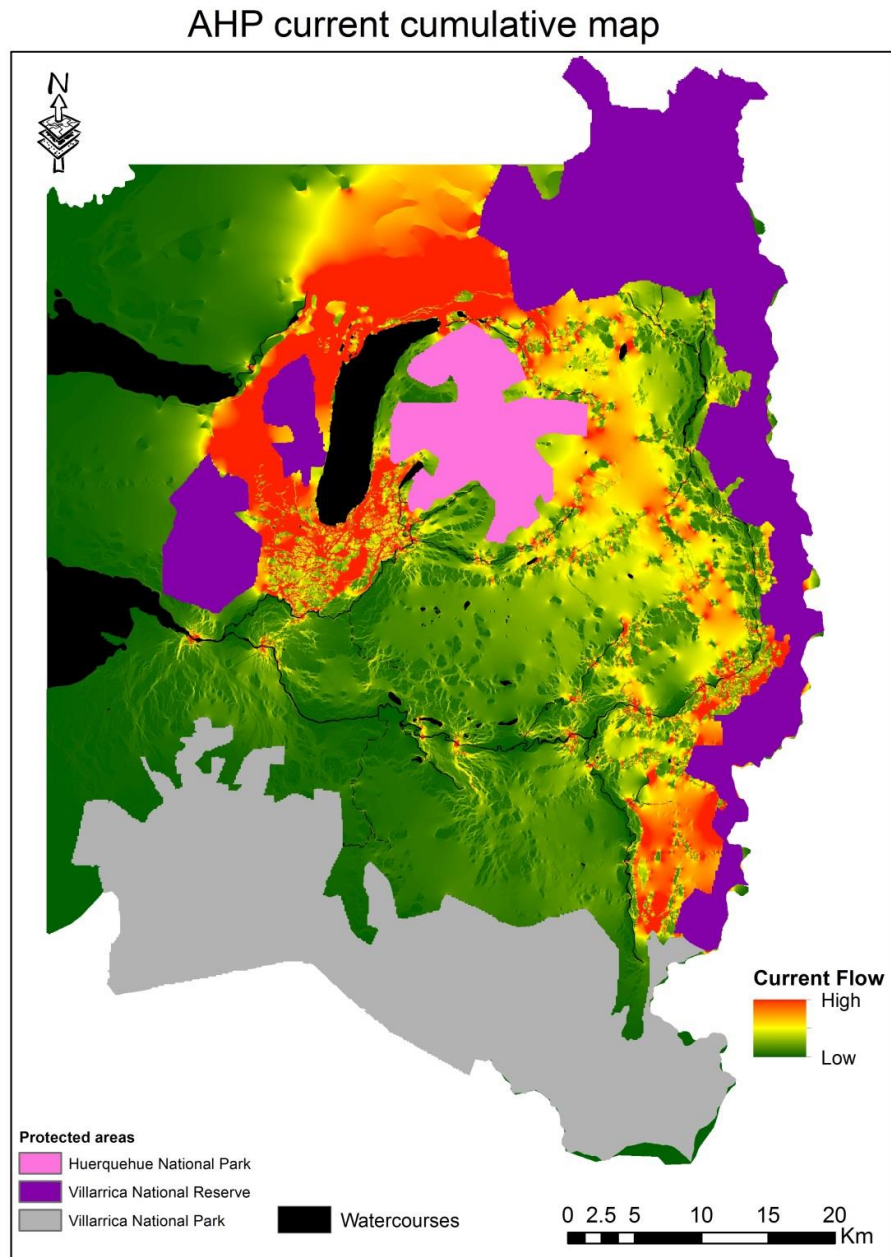 AHP current cumulative map
N
Current Flow
High
Low
Protected areas
Huerquehue National Park
Villarrica National Reserve
Villarrica National Park
Watercourses
0 2.5 5 10 15 20
Km